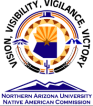 VISION, VISIBILITY, VIGILANCE, VICTORY
NORTHERN ARIZONA UNIVERSITY
NATIVE AMERICAN COMMISSION